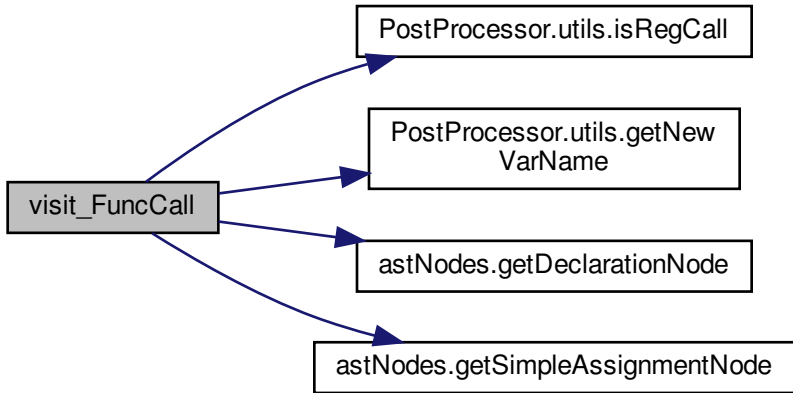 PostProcessor.utils.isRegCall
PostProcessor.utils.getNew
VarName
visit_FuncCall
astNodes.getDeclarationNode
astNodes.getSimpleAssignmentNode